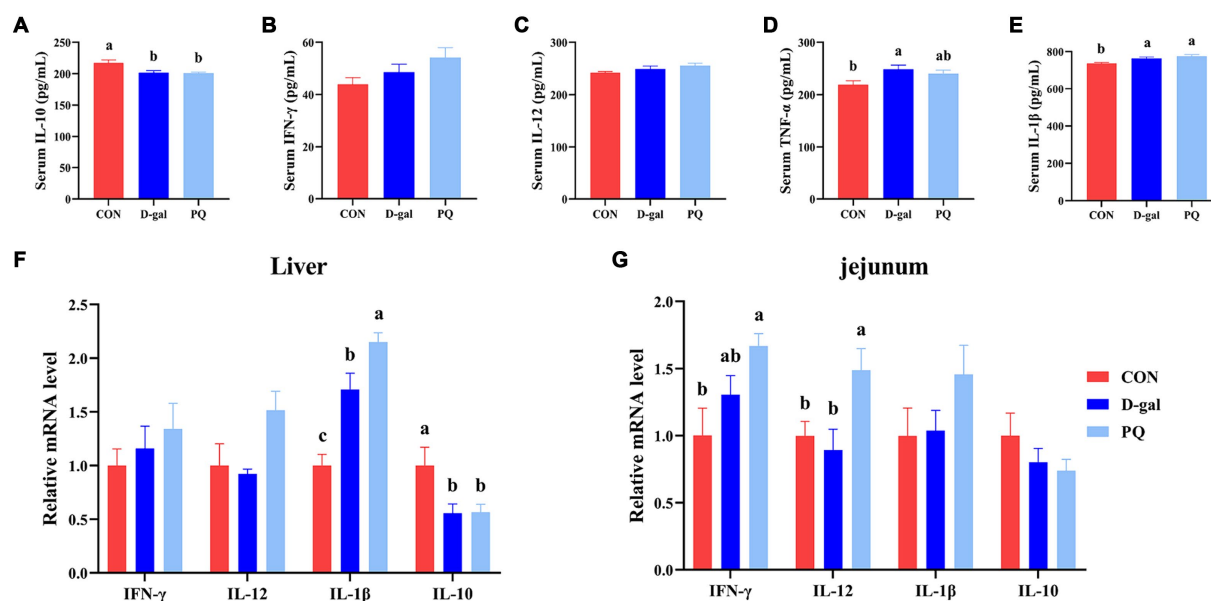 A
Serum IL-10 (pg/mL)
250
200
150
100
50
0
a
b
b
CON
D-gal
PQ
B
Serum IFN-γ (pg/mL)
60
40
20
0
CON
D-gal
PQ
C
Serum IL-12 (pg/mL)
300
200
100
0
CON
D-gal
PQ
D
Serum TNF-α (pg/mL)
300
200
100
0
b
a
ab
CON
D-gal
PQ
E
Serum IL-1β (pg/mL)
800
600
400
200
0
b
a
a
CON
D-gal
PQ
F
Liver
Relative mRNA level
2.5
2.0
1.5
1.0
0.5
0.0
c
b
a
a
b
b
IFN-γ
IL-12
IL-1β
IL-10
G
jejunum
Relative mRNA level
2.0
1.5
1.0
0.5
0.0
b
ab
a
b
b
a
IFN-γ
IL-12
IL-1β
IL-10
CON
D-gal
PQ